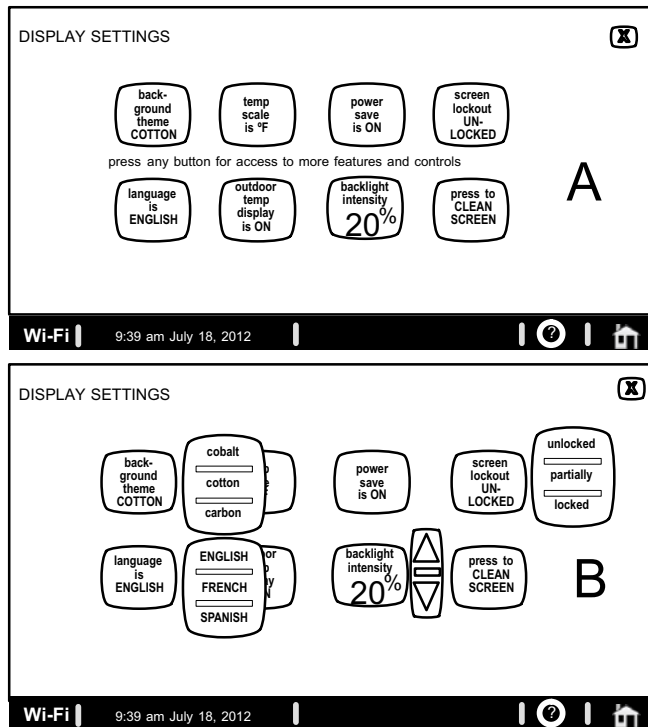 DISPLAY SETTINGS
X
back-
ground
theme
COTTON
temp
scale
is ºF
power
save
is ON
screen
lockout
UN-
LOCKED
press any button for access to more features and controls
language
is
ENGLISH
outdoor
temp
display
is ON
backlight
intensity
20%
press to
CLEAN
SCREEN
A
Wi-Fi
9:39 am July 18, 2012
?
DISPLAY SETTINGS
X
back-
ground
theme
COTTON
cobalt
cotton
carbon
power
save
is ON
screen
lockout
UN-
LOCKED
unlocked
partially
locked
language
is
ENGLISH
ENGLISH
FRENCH
SPANISH
backlight
intensity
20%
press to
CLEAN
SCREEN
B
Wi-Fi
9:39 am July 18, 2012
?